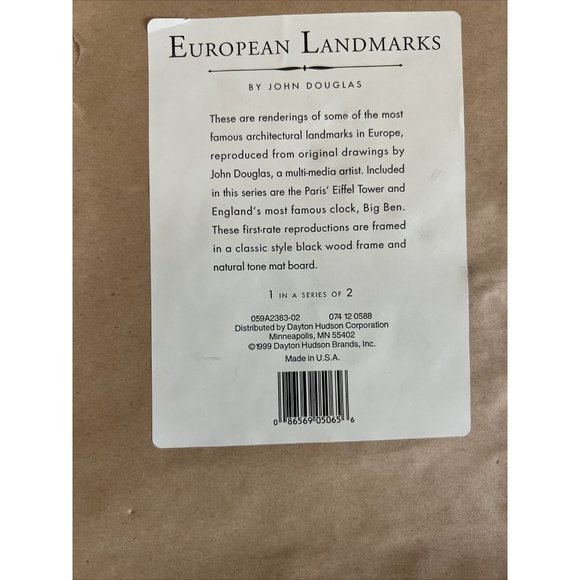 EUROPEAN LANDMARKS
BY JOHN DOUGLAS
These are renderings of some of the most
famous architectural landmarks in Europe,
reproduced from original drawings by
John Douglas, a multi-media artist. Included
in this series are the Paris' Eiffel Tower and
England's most famous clock, Big Ben.
These first-rate reproductions are framed
in a classic style black wood frame and
natural tone mat board.
1 IN A SERIES OF 2
059A2383-02 074 12 0588
Distributed by Dayton Hudson Corporation
Minneapolis, MN 55402
©1999 Dayton Hudson Brands, Inc.
Made in U.S.A.
0 86569 05065 6